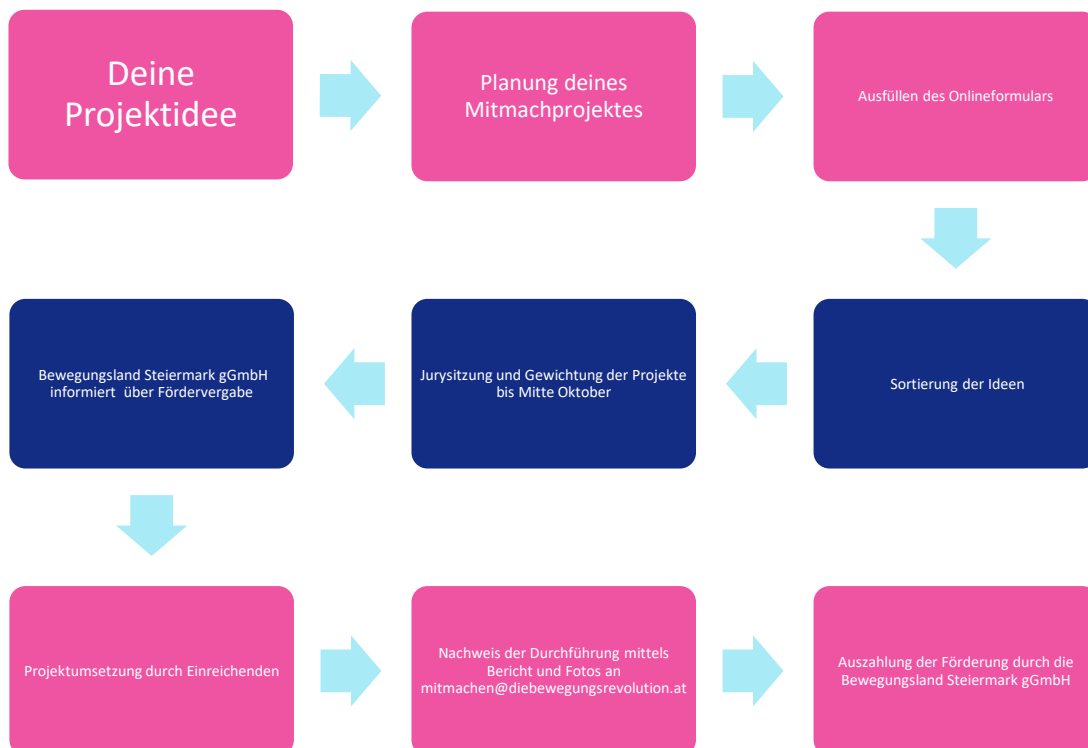 Deine
Projektidee
Planung deines
Mitmachprojektes
Ausfüllen des Onlineformulars
Sortierung der Ideen
Jurysitzung und Gewichtung der Projekte
bis Mitte Oktober
Bewegungsland Steiermark gGmbH
informiert über Fördervergabe
Projektumsetzung durch Einreichenden
Nachweis der Durchführung mittels
Bericht und Fotos an
mitmachen@diebewegungsrevolution.at
Auszahlung der Förderung durch die
Bewegungsland Steiermark gGmbH